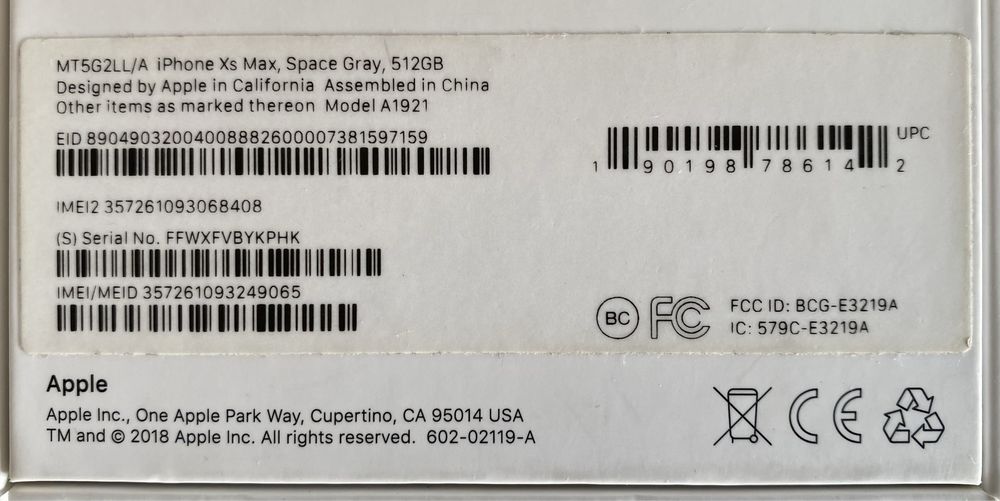 MT5G2LL/A iPhone Xs Max, Space Gray, 512GB
Designed by Apple in California Assembled in China
Other items as marked thereon Model A1921
EID 89049032004008882600007381597159
UPC
1 90198 78614 2
IMEI2 357261093068408
(S) Serial No. FFWXFVBYKPHK
IMEI/MEID 357261093249065
BC FC FCC ID: BCG-E3219A
IC: 579C-E3219A
Apple
Apple Inc., One Apple Park Way, Cupertino, CA 95014 USA
TM and © 2018 Apple Inc. All rights reserved. 602-02119-A
CE